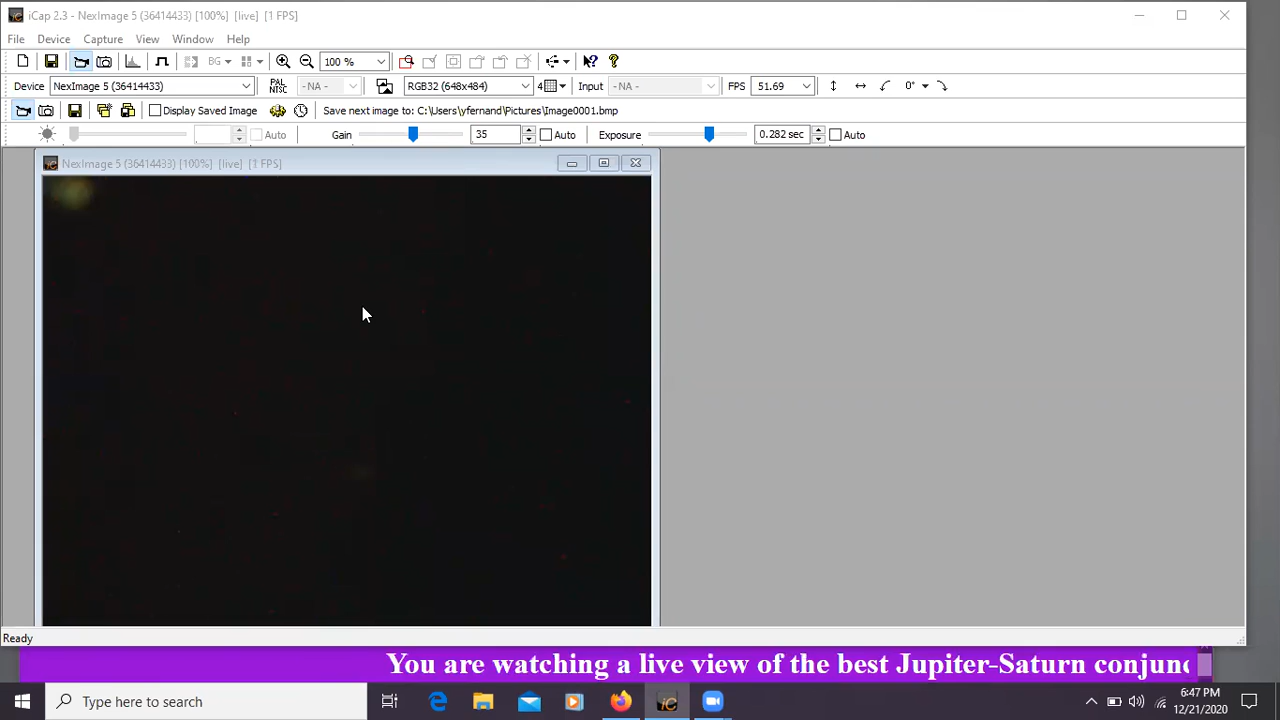 iCap 2.3 - NexImage 5 (36414433) [100%] [live] [1 FPS]
File Device Capture View Window Help
BG 100 %
Device NexImage 5 (36414433) PAL NTSC - NA - RGB32 (648x484) 4 Input - NA - FPS 51.69 0°
Display Saved Image Save next image to: C:\Users\yfernand\Pictures\Image0001.bmp
Auto Gain 35 Auto Exposure 0.282 sec Auto
iC NexImage 5 (36414433) [100%] [live] [1 FPS]
Ready
You are watching a live view of the best Jupiter-Saturn conjunc
Type here to search iC 6:47 PM
12/21/2020